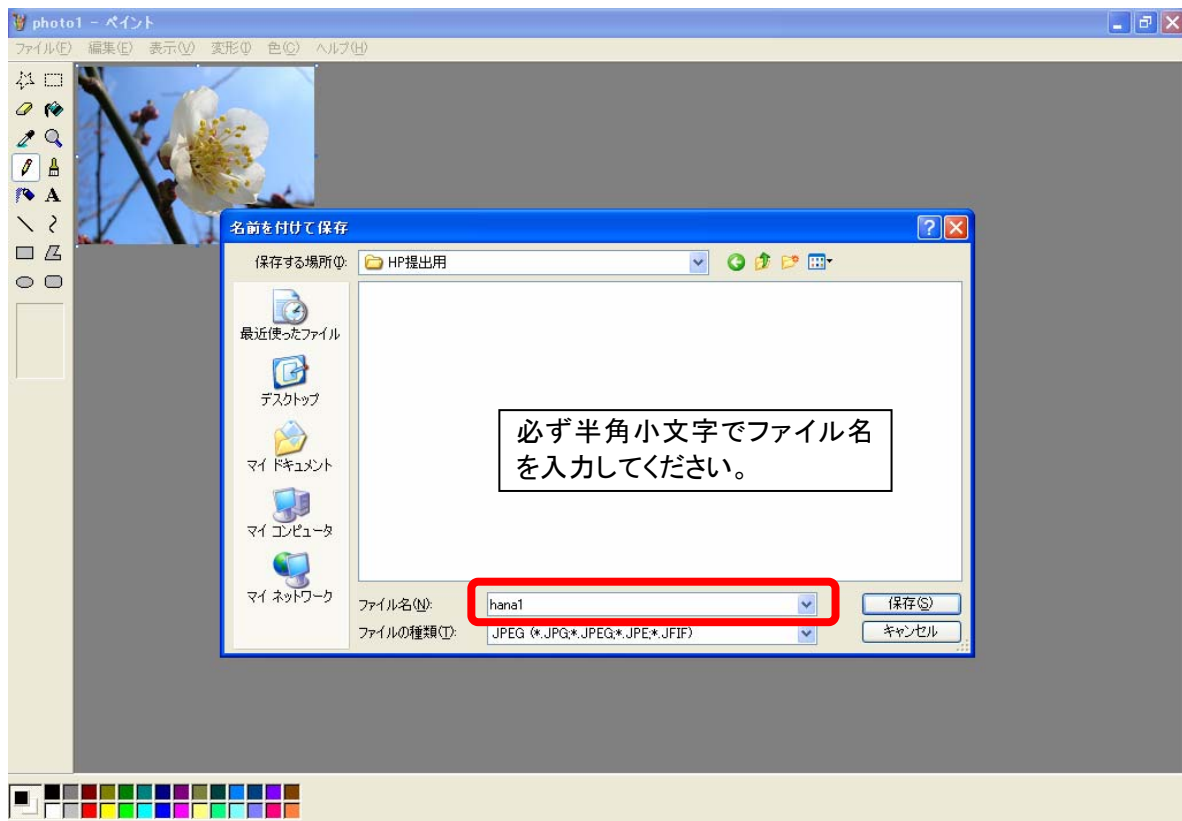 photo1 - ペイント
ファイル(F) 編集(E) 表示(V) 変形(I) 色(C) ヘルプ(H)
A
名前を付けて保存
保存する場所(I): HP提出用
最近使ったファイル
デスクトップ
マイ ドキュメント
マイ コンピュータ
マイ ネットワーク
必ず半角小文字でファイル名
を入力してください。
ファイル名(N): hana1 保存(S)
ファイルの種類(T): JPEG (*.JPG;*.JPEG;*.JPE;*.JFIF) キャンセル